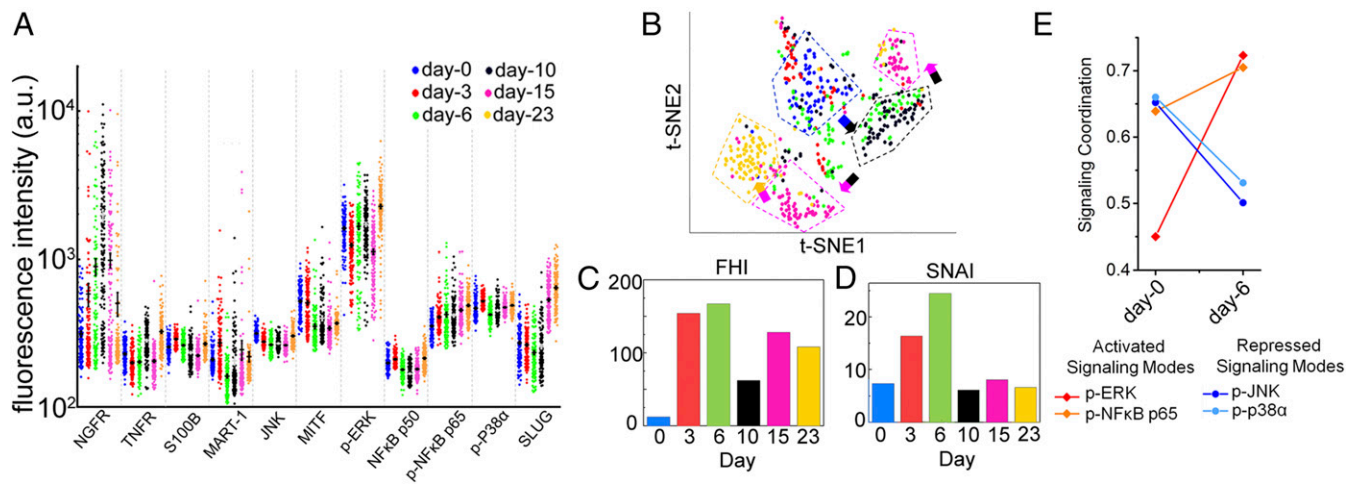 A
fluorescence intensity (a.u.)
10⁴
10³
10²
day-0
day-10
day-3
day-15
day-6
day-23
NGFR
TNFR
S100B
MART-1
JNK
MITF
p-ERK
NFκB p50
p-NFκB p65
p-P38α
SLUG
B
t-SNE2
t-SNE1
C
FHI
200
150
100
50
0
0 3 6 10 15 23
Day
D
SNAI
20
10
0
0 3 6 10 15 23
Day
E
Signaling Coordination
0.7
0.6
0.5
0.4
day-0
day-6
Activated
Signaling Modes
p-ERK
p-NFκB p65
Repressed
Signaling Modes
p-JNK
p-p38α